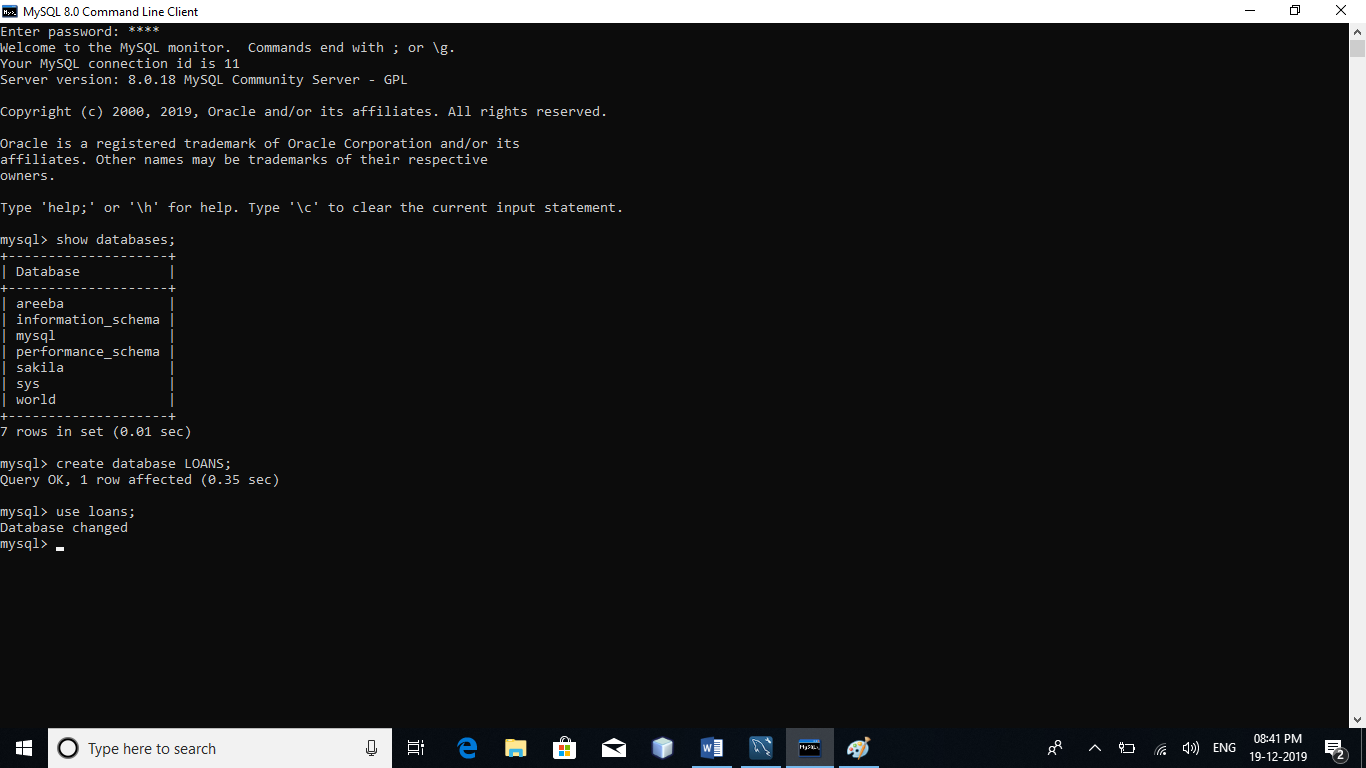 MySQL 8.0 Command Line Client
Enter password: ****
Welcome to the MySQL monitor.  Commands end with ; or \g.
Your MySQL connection id is 11
Server version: 8.0.18 MySQL Community Server - GPL
Copyright (c) 2000, 2019, Oracle and/or its affiliates. All rights reserved.
Oracle is a registered trademark of Oracle Corporation and/or its
affiliates. Other names may be trademarks of their respective
owners.
Type 'help;' or '\h' for help. Type '\c' to clear the current input statement.
mysql> show databases;
+--------------------+
| Database           |
+--------------------+
| areeba             |
| information_schema |
| mysql              |
| performance_schema |
| sakila             |
| sys                |
| world              |
+--------------------+
7 rows in set (0.01 sec)
mysql> create database LOANS;
Query OK, 1 row affected (0.35 sec)
mysql> use loans;
Database changed
mysql>
Type here to search
ENG
08:41 PM
19-12-2019
2